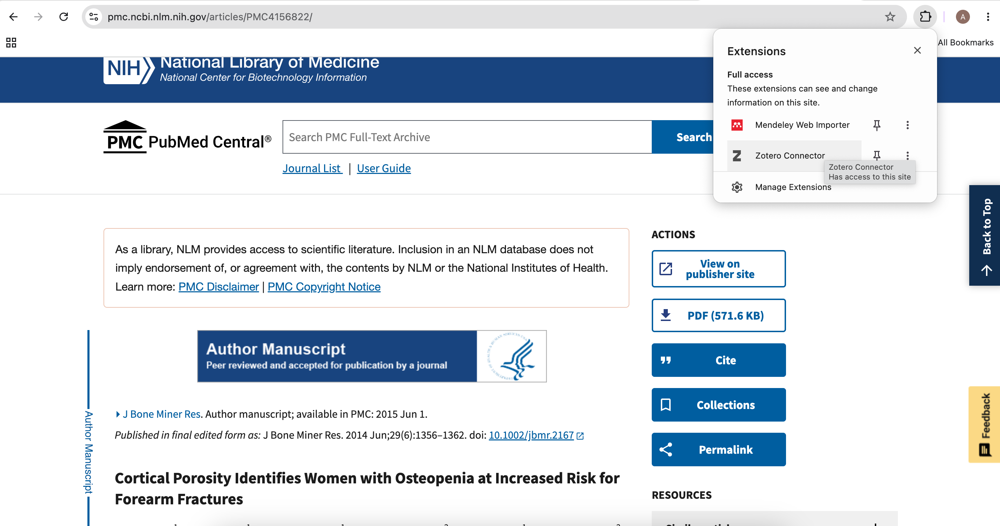 pmc.ncbi.nlm.nih.gov/articles/PMC4156822/
A
All Bookmarks
Extensions
Full access
These extensions can see and change
information on this site.
Mendeley Web Importer
Zotero Connector
Zotero Connector
Has access to this site
Manage Extensions
NIH National Library of Medicine
National Center for Biotechnology Information
PMC PubMed Central®
Search PMC Full-Text Archive
Search
Journal List | User Guide
Back to Top
As a library, NLM provides access to scientific literature. Inclusion in an NLM database does not
imply endorsement of, or agreement with, the contents by NLM or the National Institutes of Health.
Learn more: PMC Disclaimer | PMC Copyright Notice
Author Manuscript
Peer reviewed and accepted for publication by a journal
Author Manuscript
J Bone Miner Res. Author manuscript; available in PMC: 2015 Jun 1.
Published in final edited form as: J Bone Miner Res. 2014 Jun;29(6):1356–1362. doi: 10.1002/jbmr.2167
Cortical Porosity Identifies Women with Osteopenia at Increased Risk for
Forearm Fractures
ACTIONS
View on
publisher site
PDF (571.6 KB)
Cite
Collections
Permalink
RESOURCES
Feedback